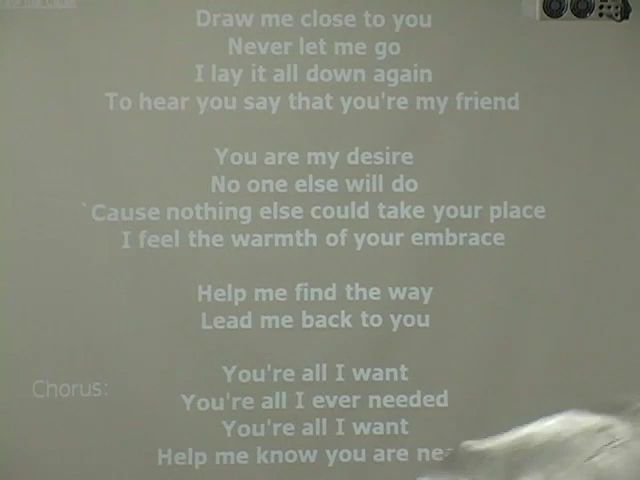 Draw me close to you
Never let me go
I lay it all down again
To hear you say that you're my friend
You are my desire
No one else will do
`Cause nothing else could take your place
I feel the warmth of your embrace
Help me find the way
Lead me back to you
Chorus:
You're all I want
You're all I ever needed
You're all I want
Help me know you are